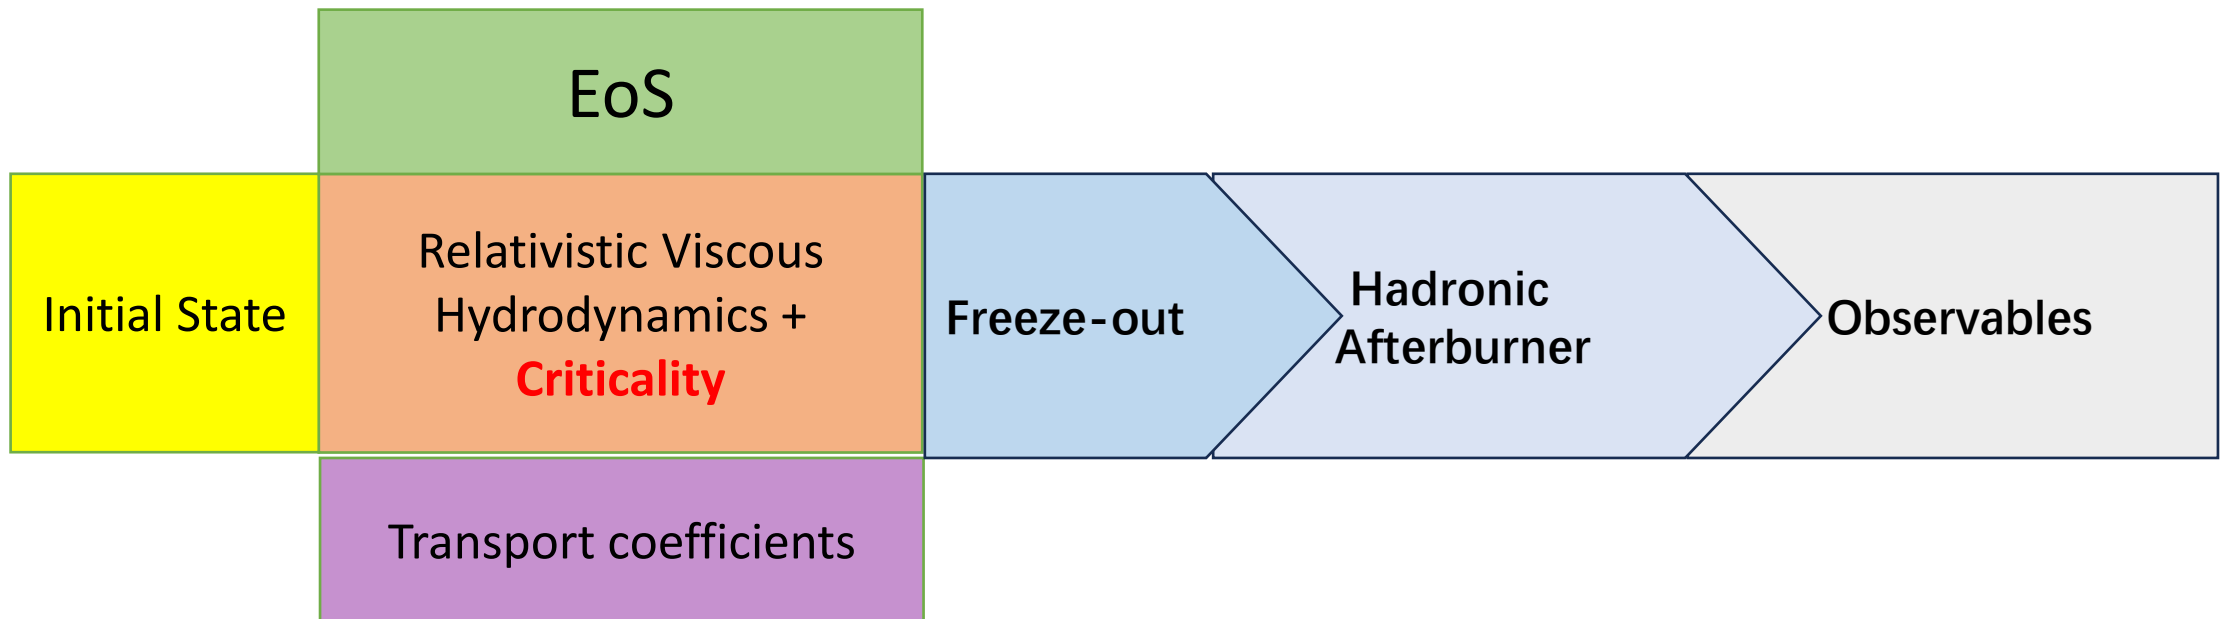 EoS
Initial State
Relativistic Viscous
Hydrodynamics +
Criticality
Freeze-out
Hadronic
Afterburner
Observables
Transport coefficients